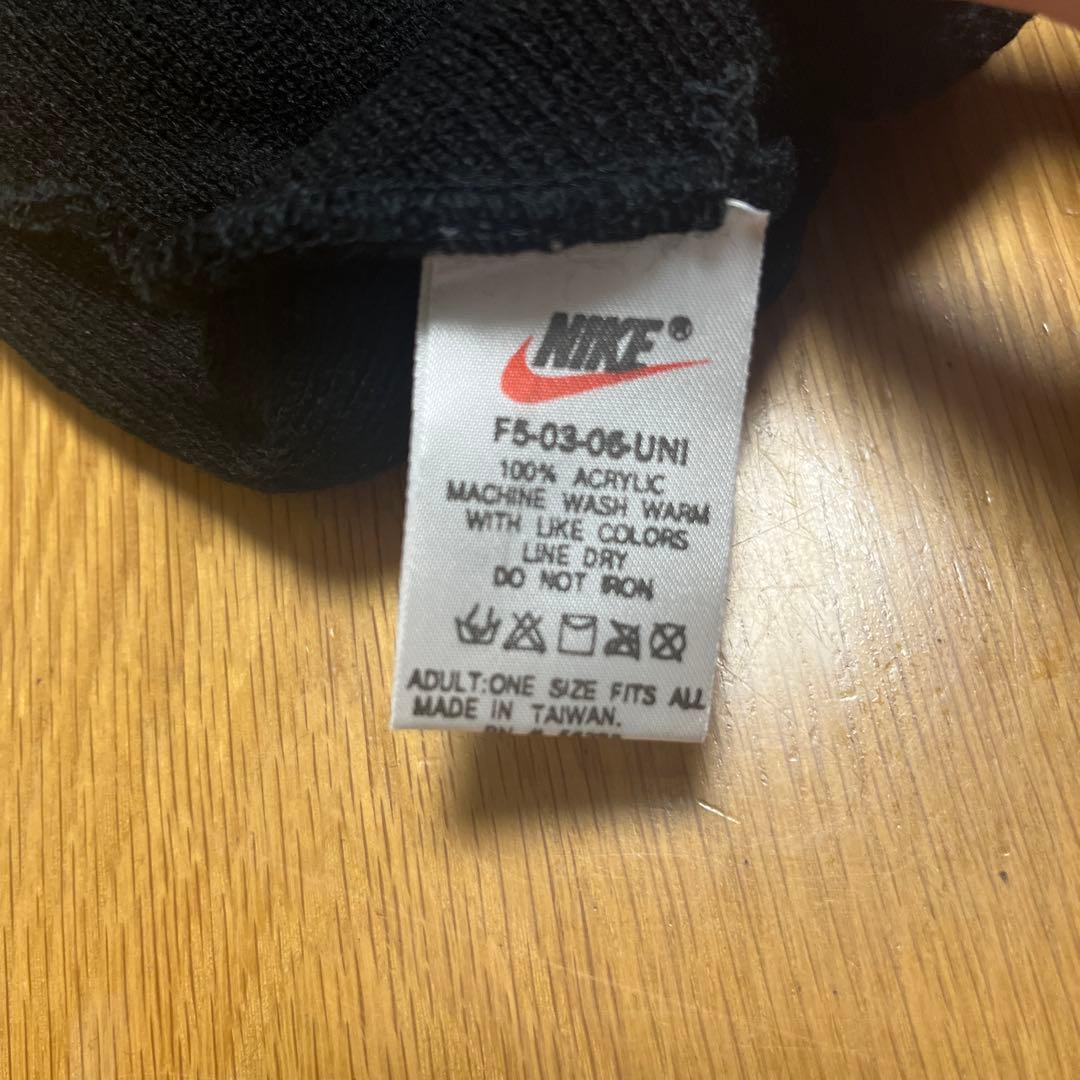 NIKE®
F5-03-06-UNI
100% ACRYLIC
MACHINE WASH WARM
WITH LIKE COLORS
LINE DRY
DO NOT IRON
ADULT:ONE SIZE FITS ALL
MADE IN TAIWAN.